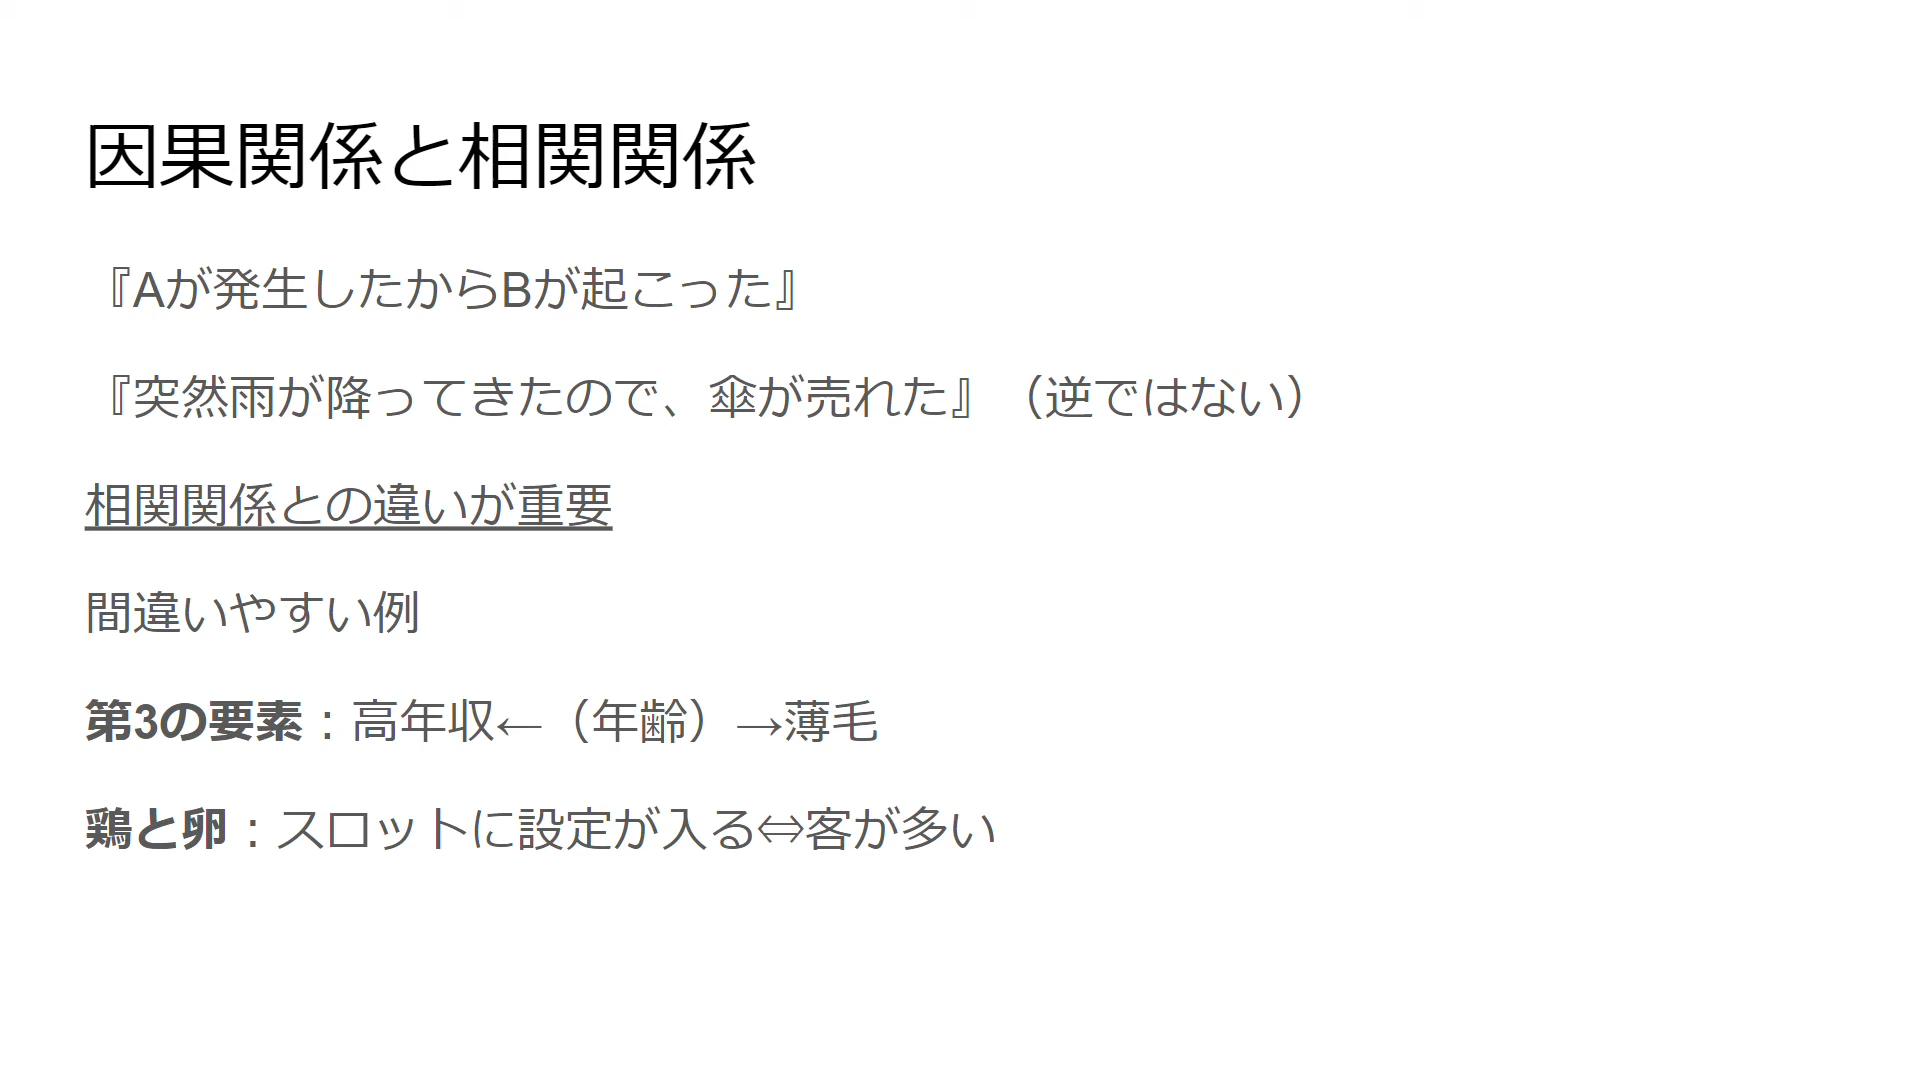 因果関係と相関関係
『Aが発生したからBが起こった』
『突然雨が降ってきたので、傘が売れた』（逆ではない）
相関関係との違いが重要
間違いやすい例
第3の要素：高年収←（年齢）→薄毛
鶏と卵：スロットに設定が入る⇔客が多い